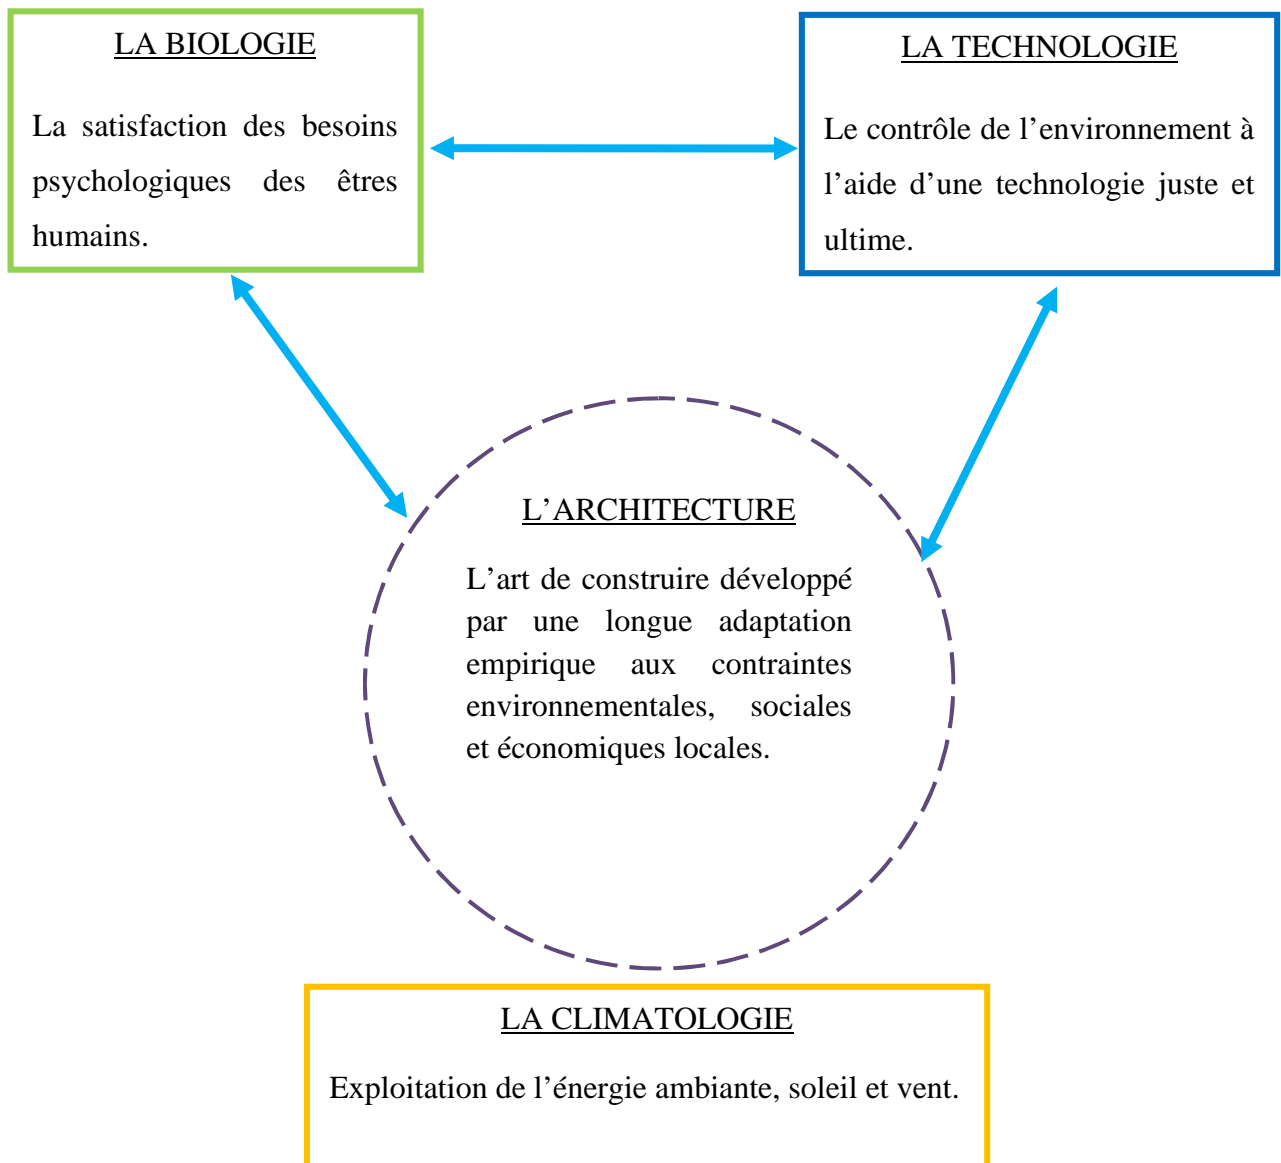 LA BIOLOGIE
La satisfaction des besoins
psychologiques des êtres
humains.
LA TECHNOLOGIE
Le contrôle de l’environnement à
l’aide d’une technologie juste et
ultime.
L’ARCHITECTURE
L’art de construire développé
par une longue adaptation
empirique aux contraintes
environnementales, sociales
et économiques locales.
LA CLIMATOLOGIE
Exploitation de l’énergie ambiante, soleil et vent.